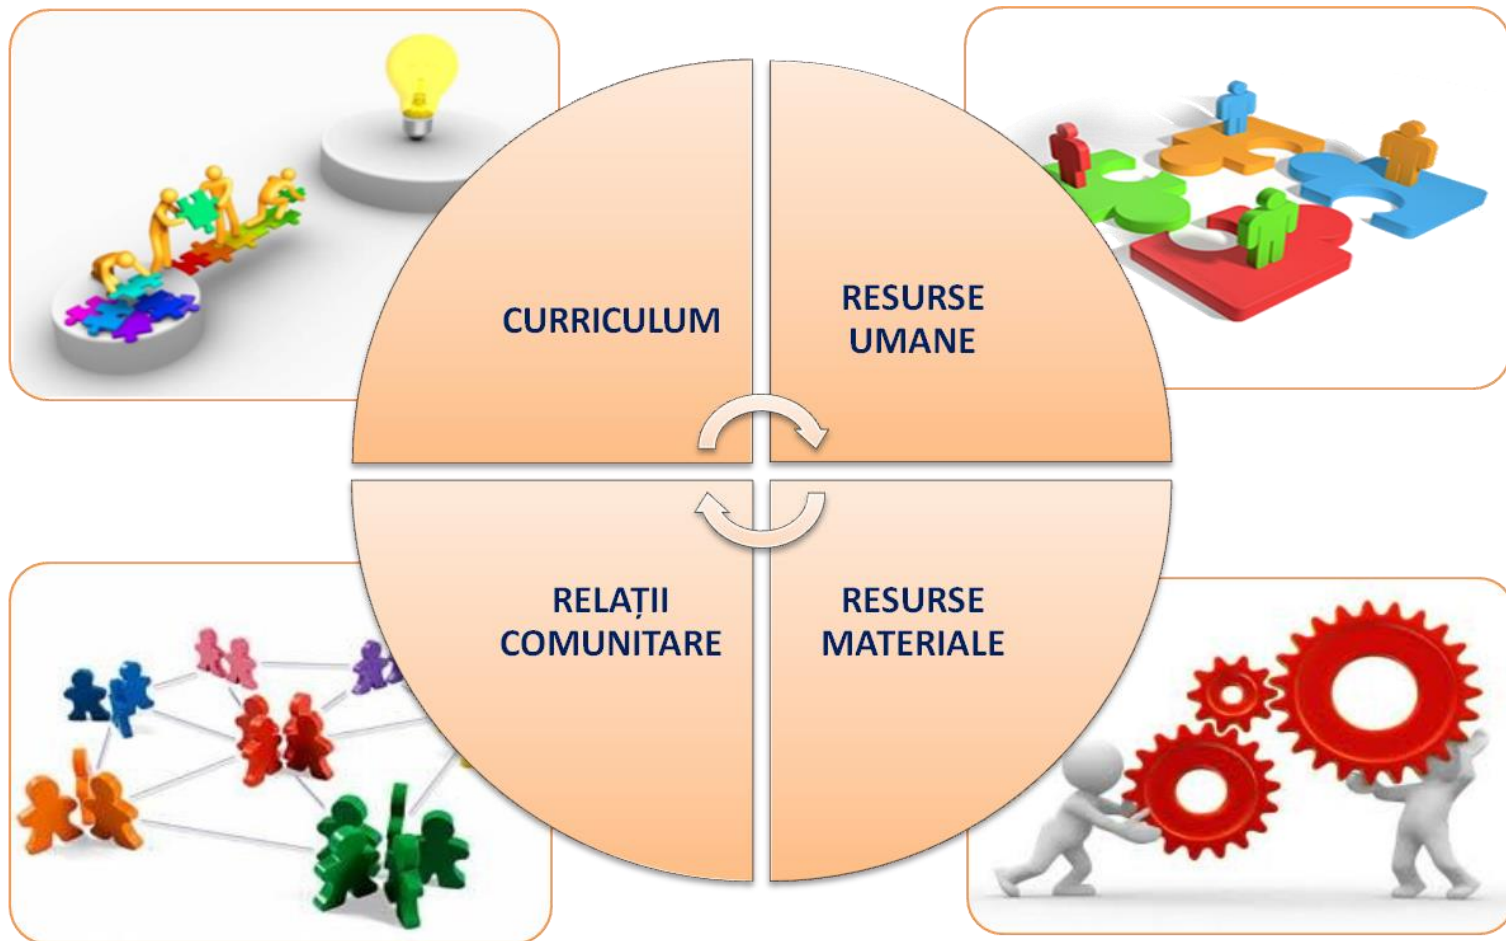 CURRICULUM
RESURSE
UMANE
RELAȚII
COMUNITARE
RESURSE
MATERIALE